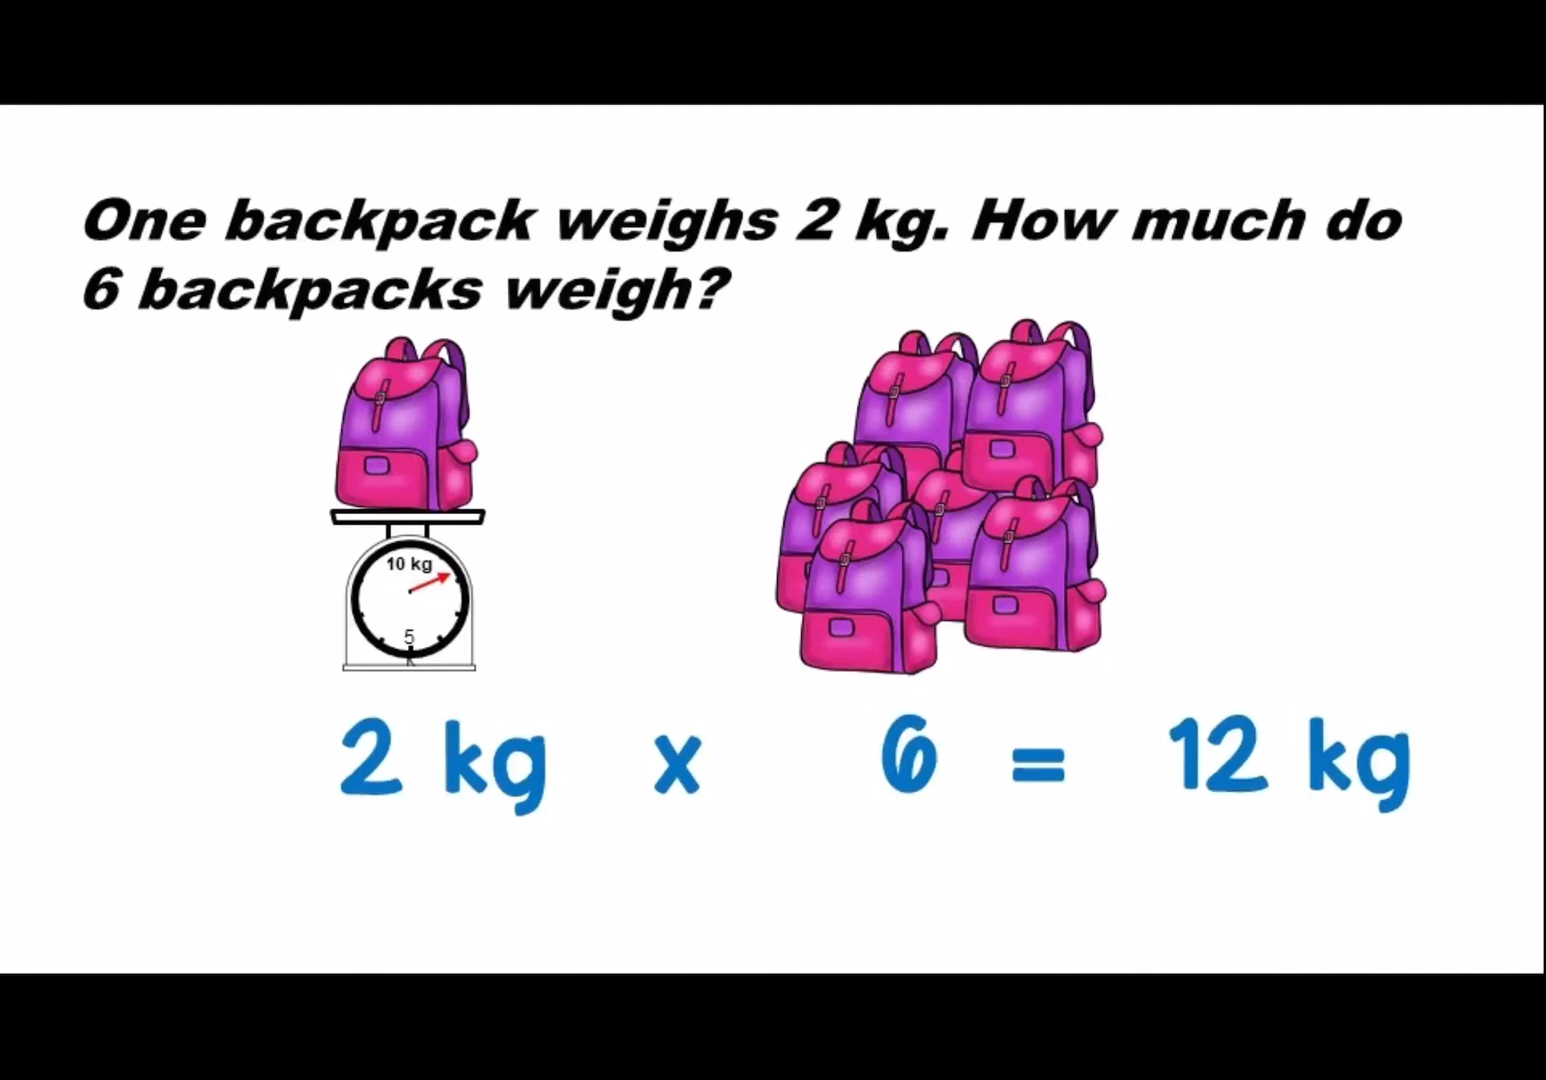 One backpack weighs 2 kg. How much do
6 backpacks weigh?
10 kg
5
2 kg x 6 = 12 kg